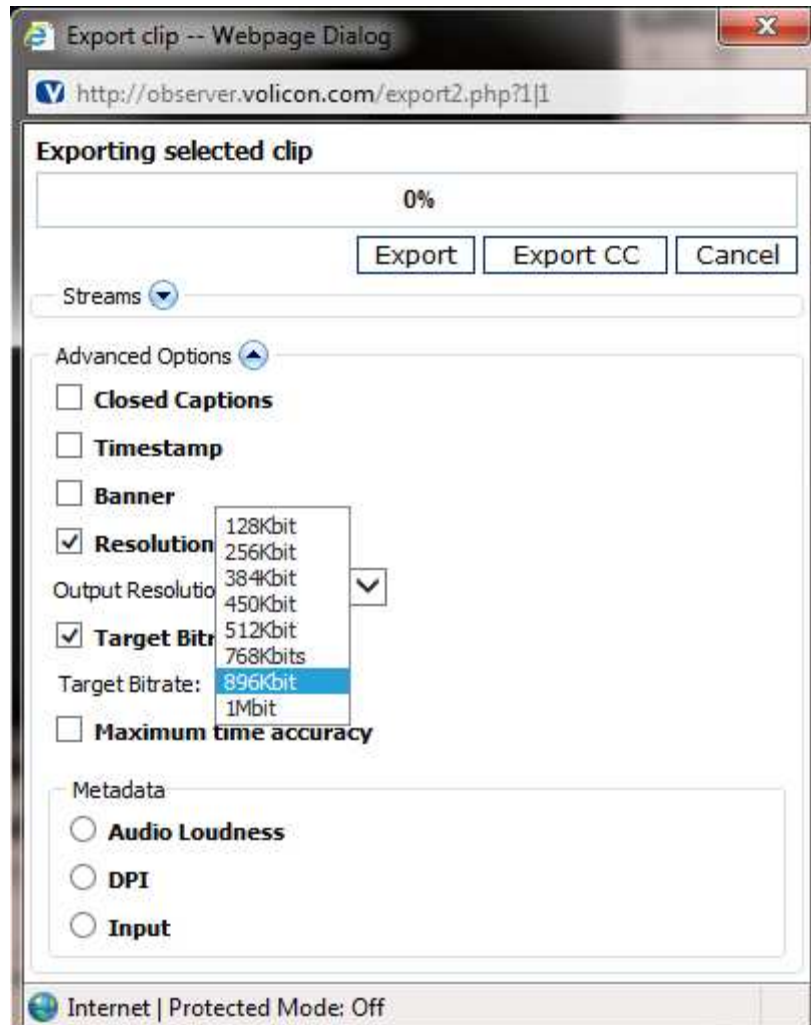 Export clip -- Webpage Dialog
http://observer.volicon.com/export2.php?1|1
Exporting selected clip
0%
Export Export CC Cancel
Streams
Advanced Options
Closed Captions
Timestamp
Banner
128Kbit
Resolution
256Kbit
384Kbit
Output Resolutio
450Kbit
512Kbit
Target Bitr
768Kbits
Target Bitrate: 896Kbit
1Mbit
Maximum time accuracy
Metadata
Audio Loudness
DPI
Input
Internet | Protected Mode: Off